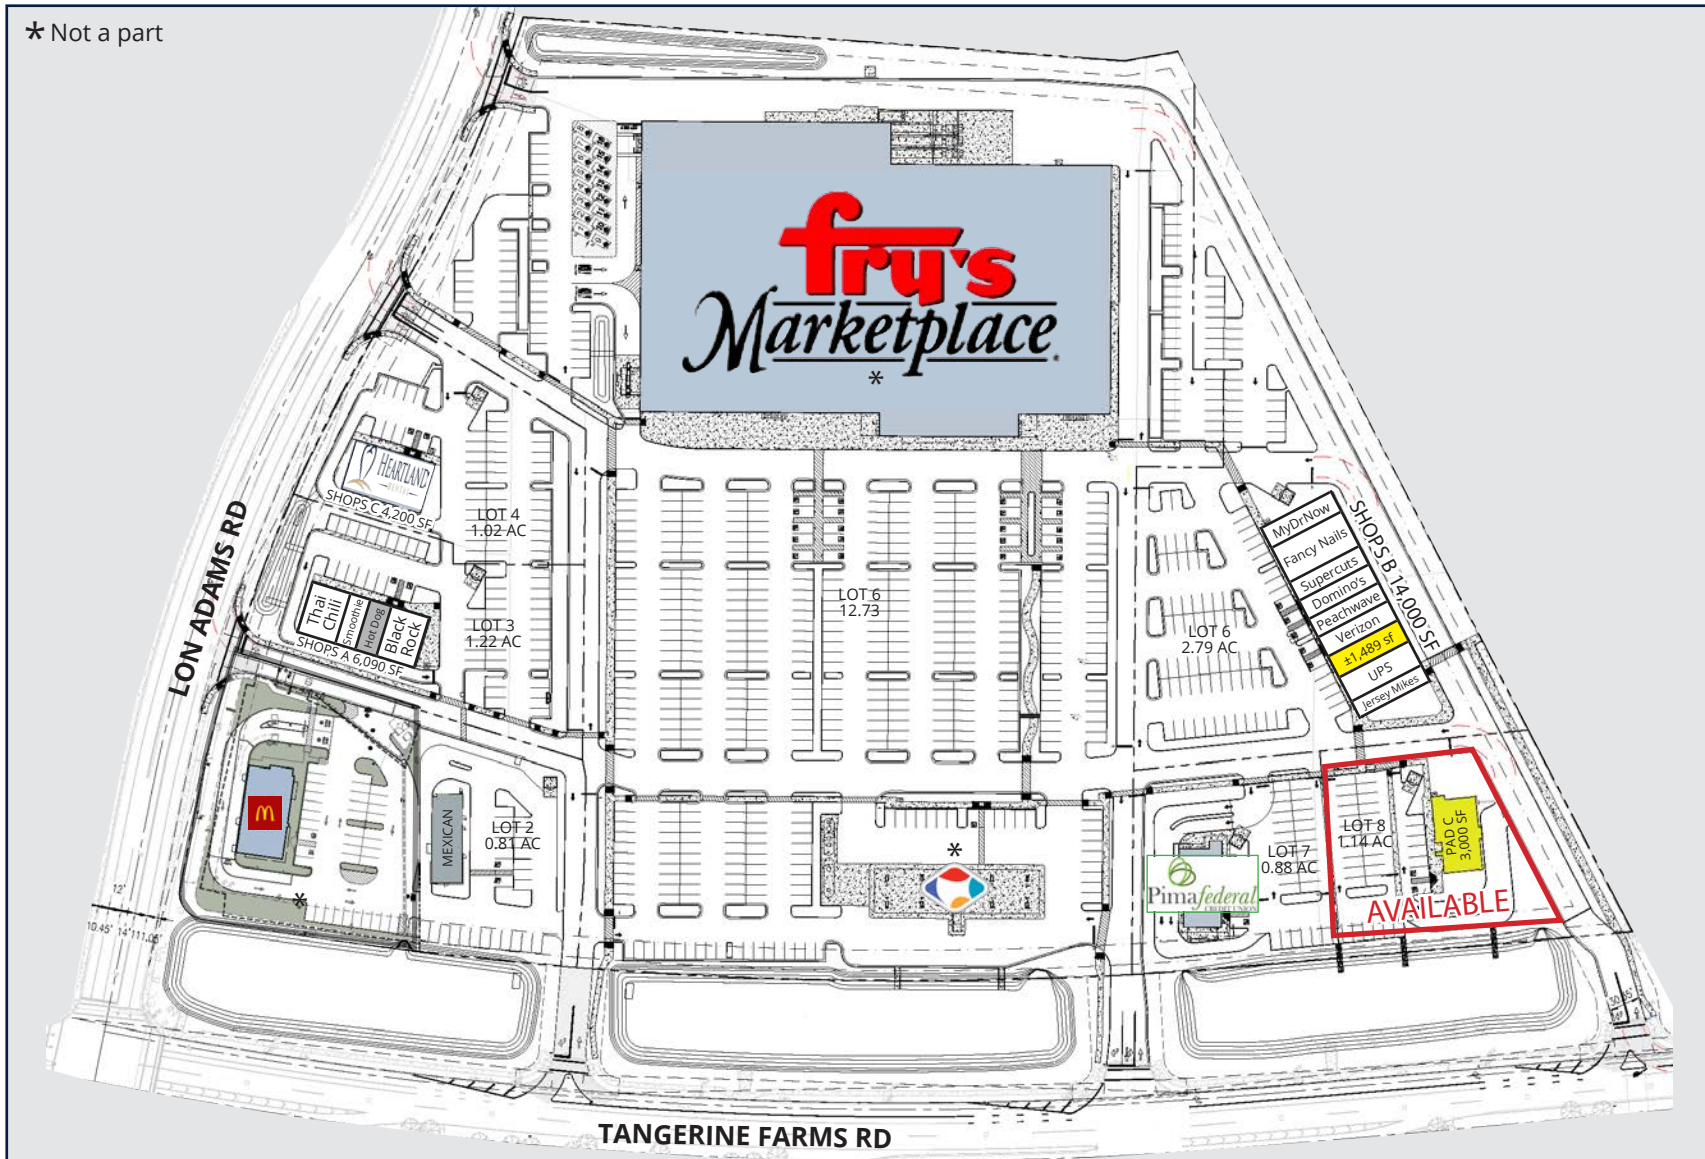 * Not a part
fry's
Marketplace
*
HEARTLAND
DENTAL
SHOPS C 4,200 SF
LOT 4
1.02 AC
LON ADAMS RD
Thai
Chili
Smoothie
Hot Dog
Black
Rock
SHOPS A 6,090 SF
LOT 3
1.22 AC
LOT 6
12.73
LOT 6
2.79 AC
MyDrNow
Fancy Nails
Supercuts
Domino's
Peachwave
Verizon
±1,489 sf
UPS
Jersey Mikes
SHOPS B 14,000 SF
M
*
MEXICAN
LOT 2
0.81 AC
*
Pimafederal
CREDIT UNION
LOT 7
0.88 AC
LOT 8
1.14 AC
PAD C
3,000 SF
AVAILABLE
12'
TANGERINE FARMS RD